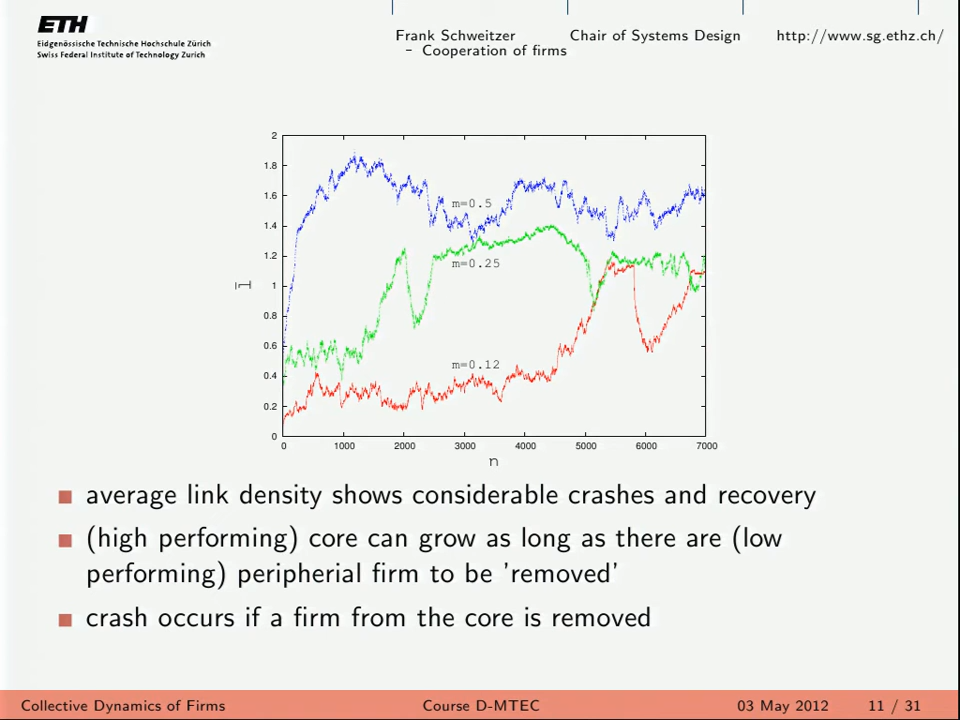 ETH
Eidgenössische Technische Hochschule Zürich
Swiss Federal Institute of Technology Zurich
Frank Schweitzer
– Cooperation of firms
Chair of Systems Design
http://www.sg.ethz.ch/
2
1.8
1.6
1.4
1.2
1
0.8
0.6
0.4
0.2
0
m=0.5
m=0.25
m=0.12
0 1000 2000 3000 4000 5000 6000 7000
n
average link density shows considerable crashes and recovery
(high performing) core can grow as long as there are (low
performing) peripherial firm to be 'removed'
crash occurs if a firm from the core is removed
Collective Dynamics of Firms
Course D-MTEC
03 May 2012
11 / 31